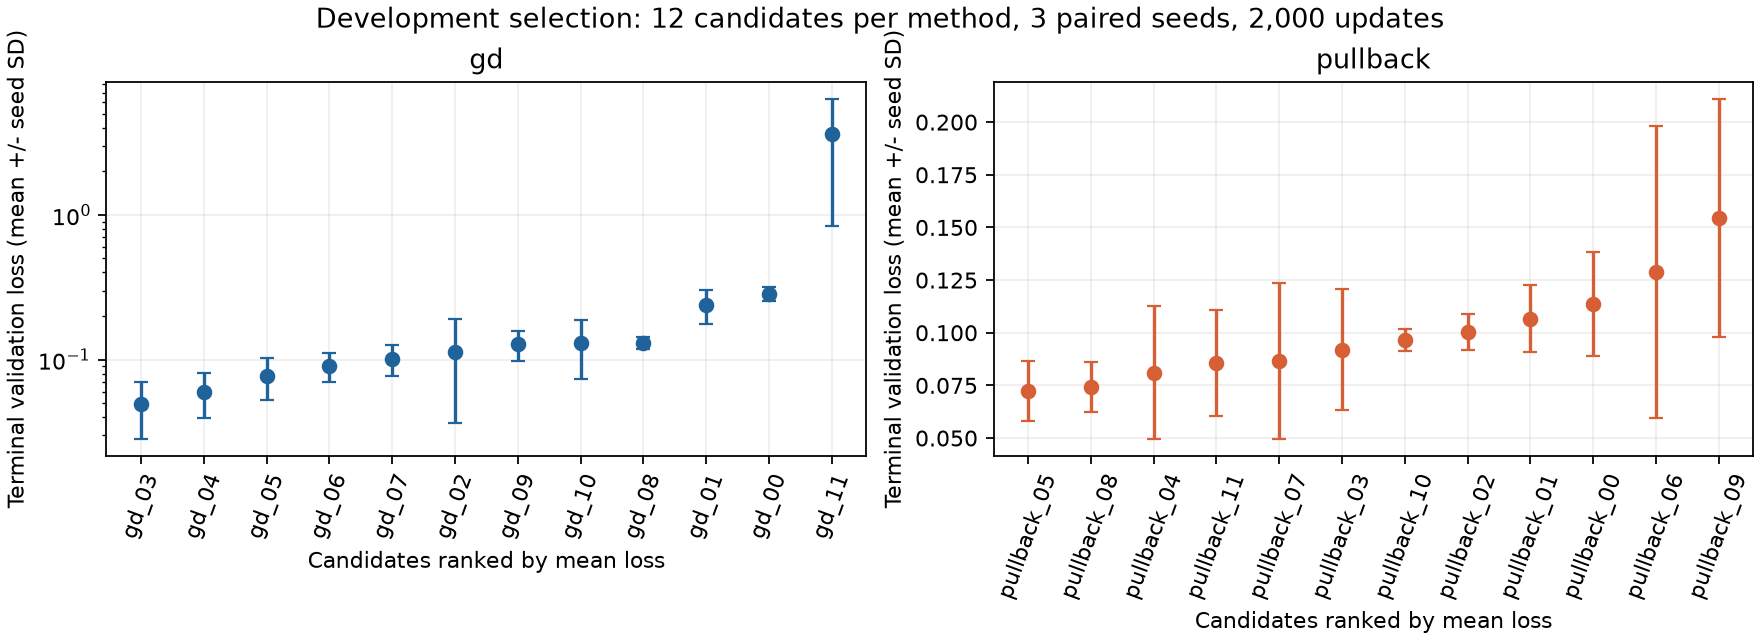 Development selection: 12 candidates per method, 3 paired seeds, 2,000 updates
gd
Terminal validation loss (mean +/- seed SD)
10⁰
10⁻¹
gd_03
gd_04
gd_05
gd_06
gd_07
gd_02
gd_09
gd_10
gd_08
gd_01
gd_00
gd_11
Candidates ranked by mean loss
pullback
Terminal validation loss (mean +/- seed SD)
0.200
0.175
0.150
0.125
0.100
0.075
0.050
pullback_05
pullback_08
pullback_04
pullback_11
pullback_07
pullback_03
pullback_10
pullback_02
pullback_01
pullback_00
pullback_06
pullback_09
Candidates ranked by mean loss